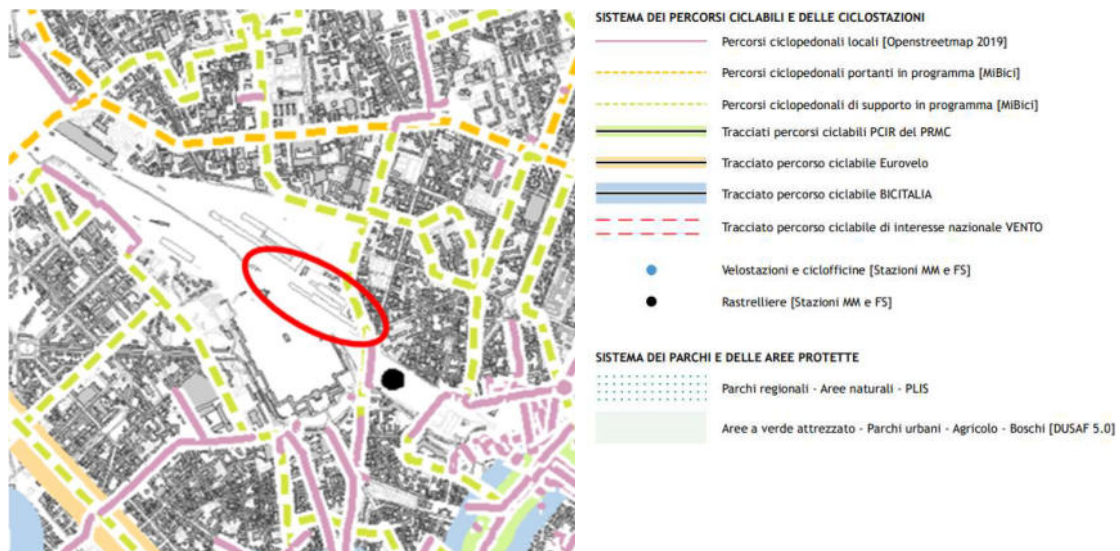 SISTEMA DEI PERCORSI CICLABILI E DELLE CICLOSTAZIONI
Percorsi ciclopedonali locali [Openstreetmap 2019]
Percorsi ciclopedonali portanti in programma [MiBici]
Percorsi ciclopedonali di supporto in programma [MiBici]
Tracciati percorsi ciclabili PCIR del PRMC
Tracciato percorso ciclabile Eurovelo
Tracciato percorso ciclabile BICITALIA
Tracciato percorso ciclabile di interesse nazionale VENTO
Velostazioni e ciclofficine [Stazioni MM e FS]
Rastrelliere [Stazioni MM e FS]
SISTEMA DEI PARCHI E DELLE AREE PROTETTE
Parchi regionali - Aree naturali - PLIS
Aree a verde attrezzato - Parchi urbani - Agricolo - Boschi [DUSAF 5.0]